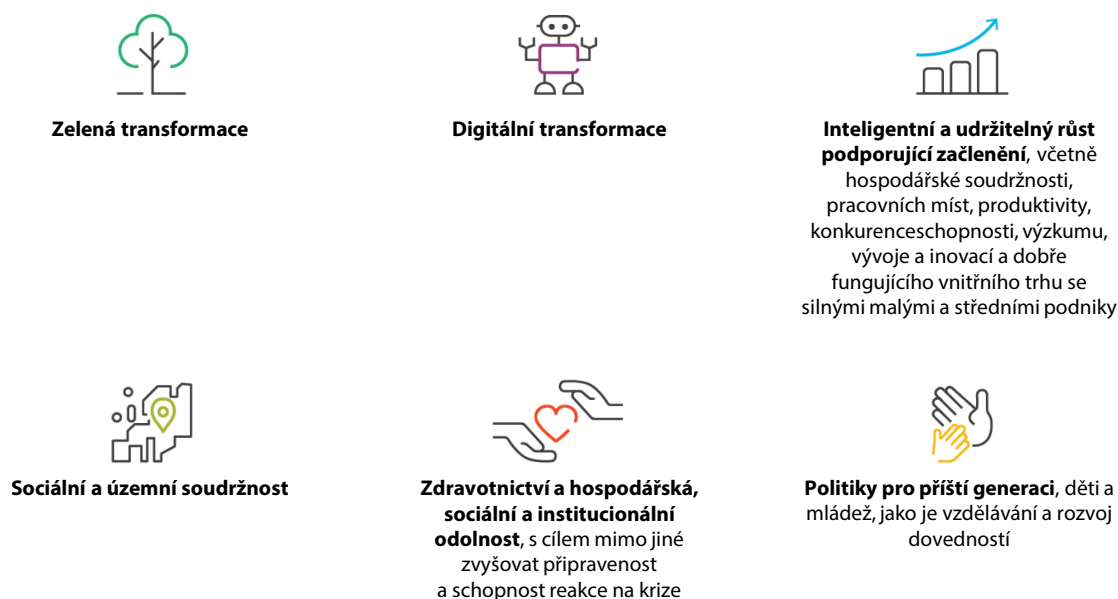 Zelená transformace
Digitální transformace
Inteligentní a udržitelný růst
podporující začlenění, včetně
hospodářské soudržnosti,
pracovních míst, produktivity,
konkurenceschopnosti, výzkumu,
vývoje a inovací a dobře
fungujícího vnitřního trhu se
silnými malými a středními podniky
Sociální a územní soudržnost
Zdravotnictví a hospodářská,
sociální a institucionální
odolnost, s cílem mimo jiné
zvyšovat připravenost
a schopnost reakce na krize
Politiky pro příští generaci, děti a
mládež, jako je vzdělávání a rozvoj
dovedností